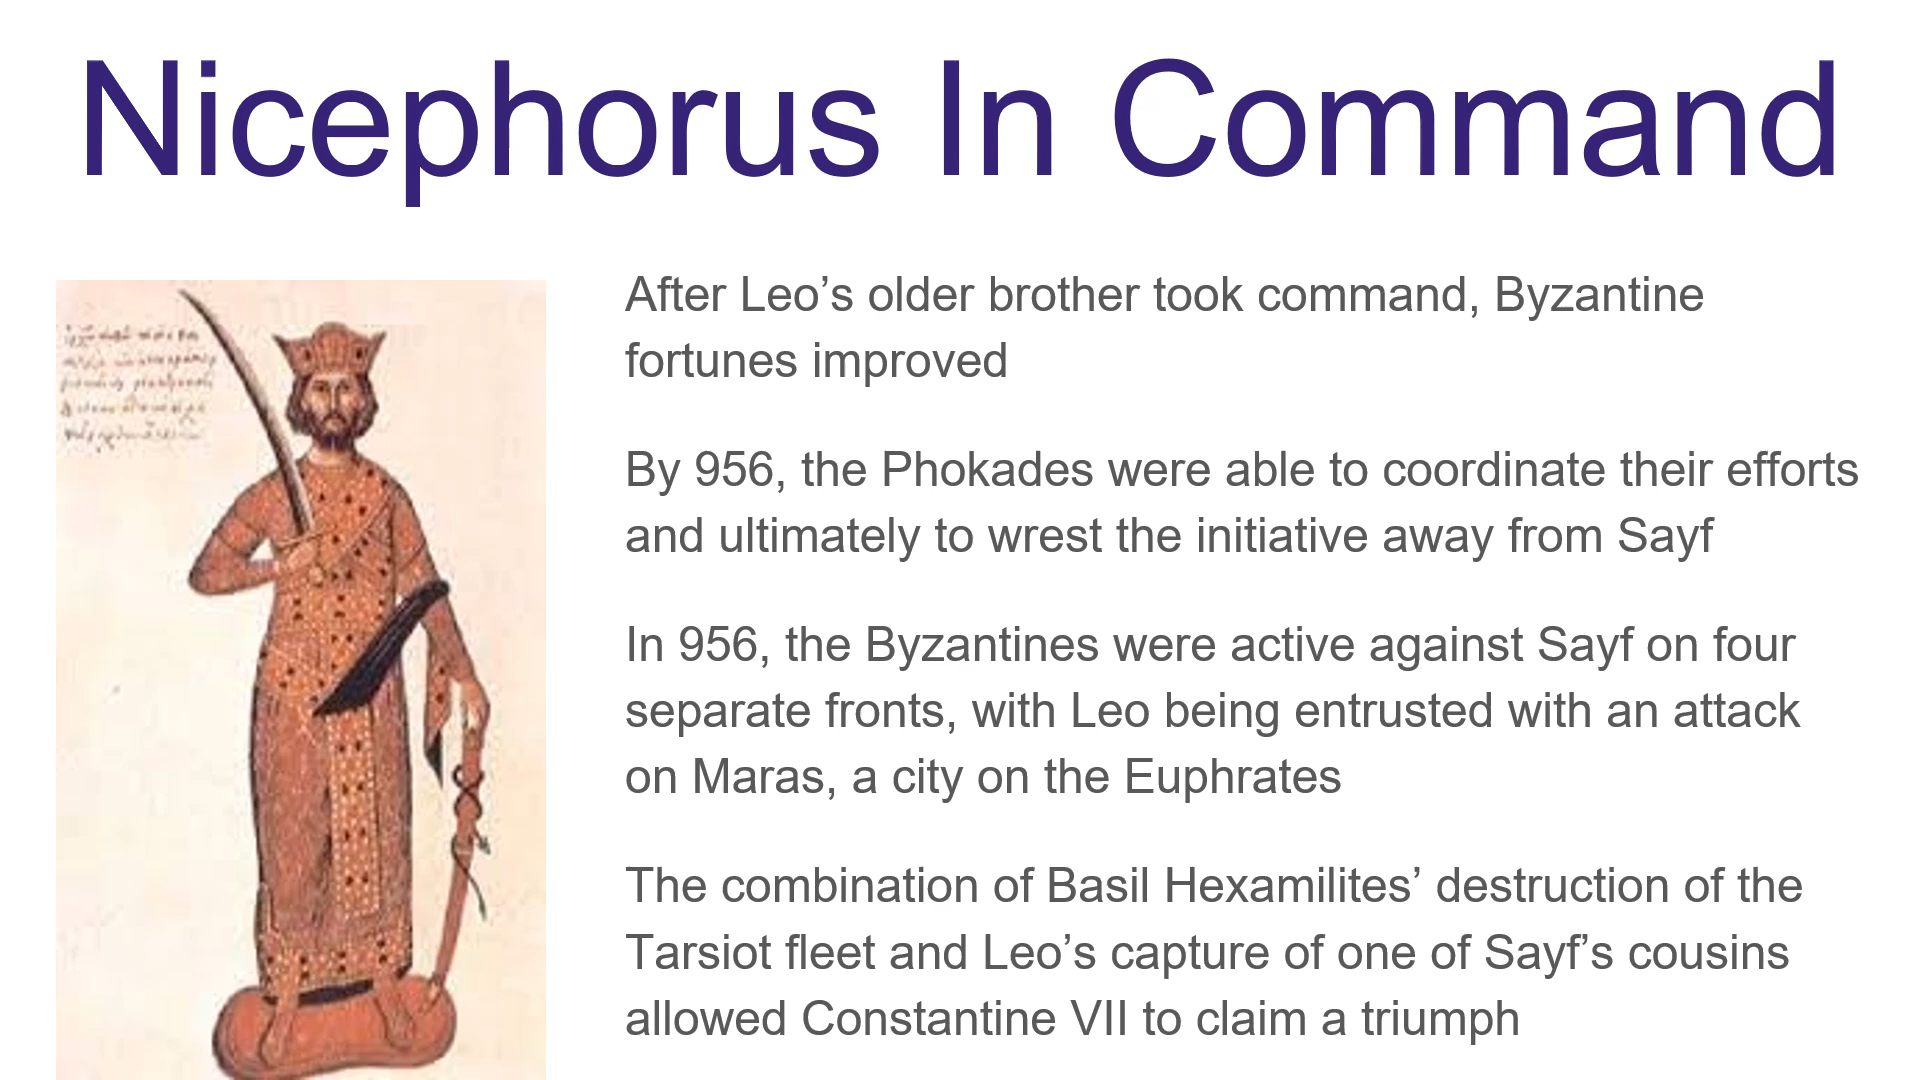 Nicephorus In Command
After Leo’s older brother took command, Byzantine
fortunes improved
By 956, the Phokades were able to coordinate their efforts
and ultimately to wrest the initiative away from Sayf
In 956, the Byzantines were active against Sayf on four
separate fronts, with Leo being entrusted with an attack
on Maras, a city on the Euphrates
The combination of Basil Hexamilites’ destruction of the
Tarsiot fleet and Leo’s capture of one of Sayf’s cousins
allowed Constantine VII to claim a triumph